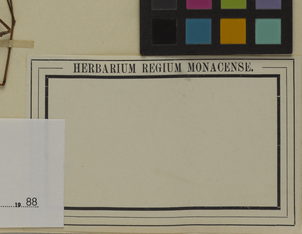 HERBARIUM REGIUM MONACENSE.
19 88